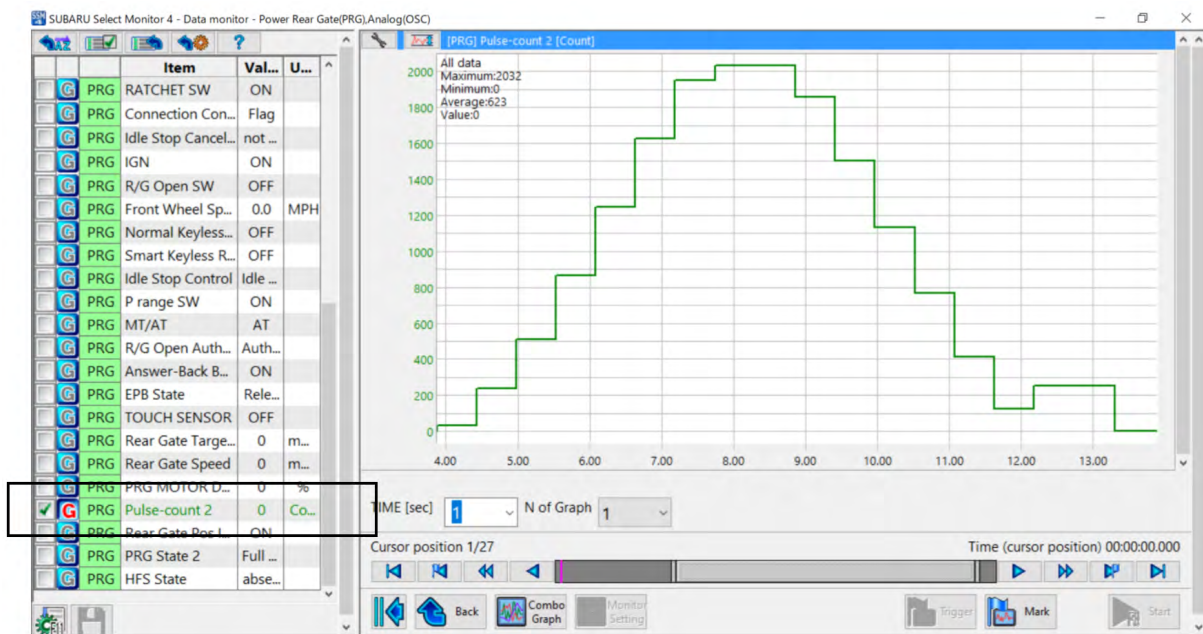 SUBARU Select Monitor 4 - Data monitor - Power Rear Gate(PRG),Analog(OSC)
Item Val... U...
G PRG RATCHET SW ON
G PRG Connection Con... Flag
G PRG Idle Stop Cancel... not ...
G PRG IGN ON
G PRG R/G Open SW OFF
G PRG Front Wheel Sp... 0.0 MPH
G PRG Normal Keyless... OFF
G PRG Smart Keyless R... OFF
G PRG Idle Stop Control Idle ...
G PRG P range SW ON
G PRG MT/AT AT
G PRG R/G Open Auth... Auth...
G PRG Answer-Back B... ON
G PRG EPB State Rele...
G PRG TOUCH SENSOR OFF
G PRG Rear Gate Targe... 0 m...
G PRG Rear Gate Speed 0 m...
G PRG PRG MOTOR D... 0 %
G PRG Pulse-count 2 0 Co...
G PRG Rear Gate Pos I... ON
G PRG PRG State 2 Full ...
G PRG HFS State abse...
[PRG] Pulse-count 2 [Count]
All data
Maximum:2032
Minimum:0
Average:623
Value:0
2000
1800
1600
1400
1200
1000
800
600
400
200
0
4.00 5.00 6.00 7.00 8.00 9.00 10.00 11.00 12.00 13.00
TIME [sec] 1 N of Graph 1
Cursor position 1/27 Time (cursor position) 00:00:00.000
Back Combo Graph Monitor Setting Trigger Mark Start